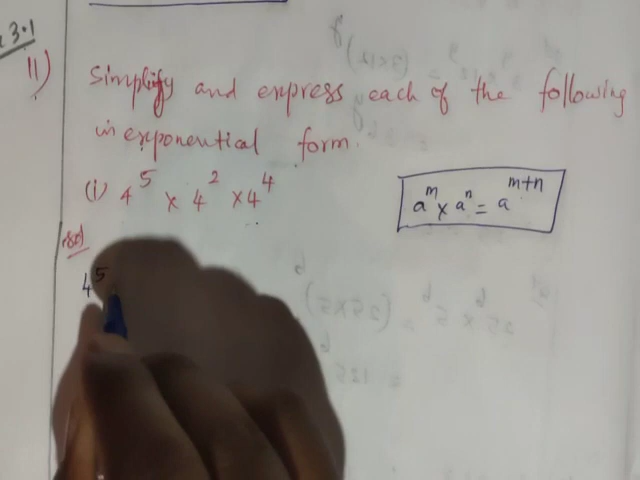 3.1
11) Simplify and express each of the following
in exponential form.
(i) 4⁵ × 4² × 4⁴
aᵐ × aⁿ = aᵐ⁺ⁿ
sol
4⁵